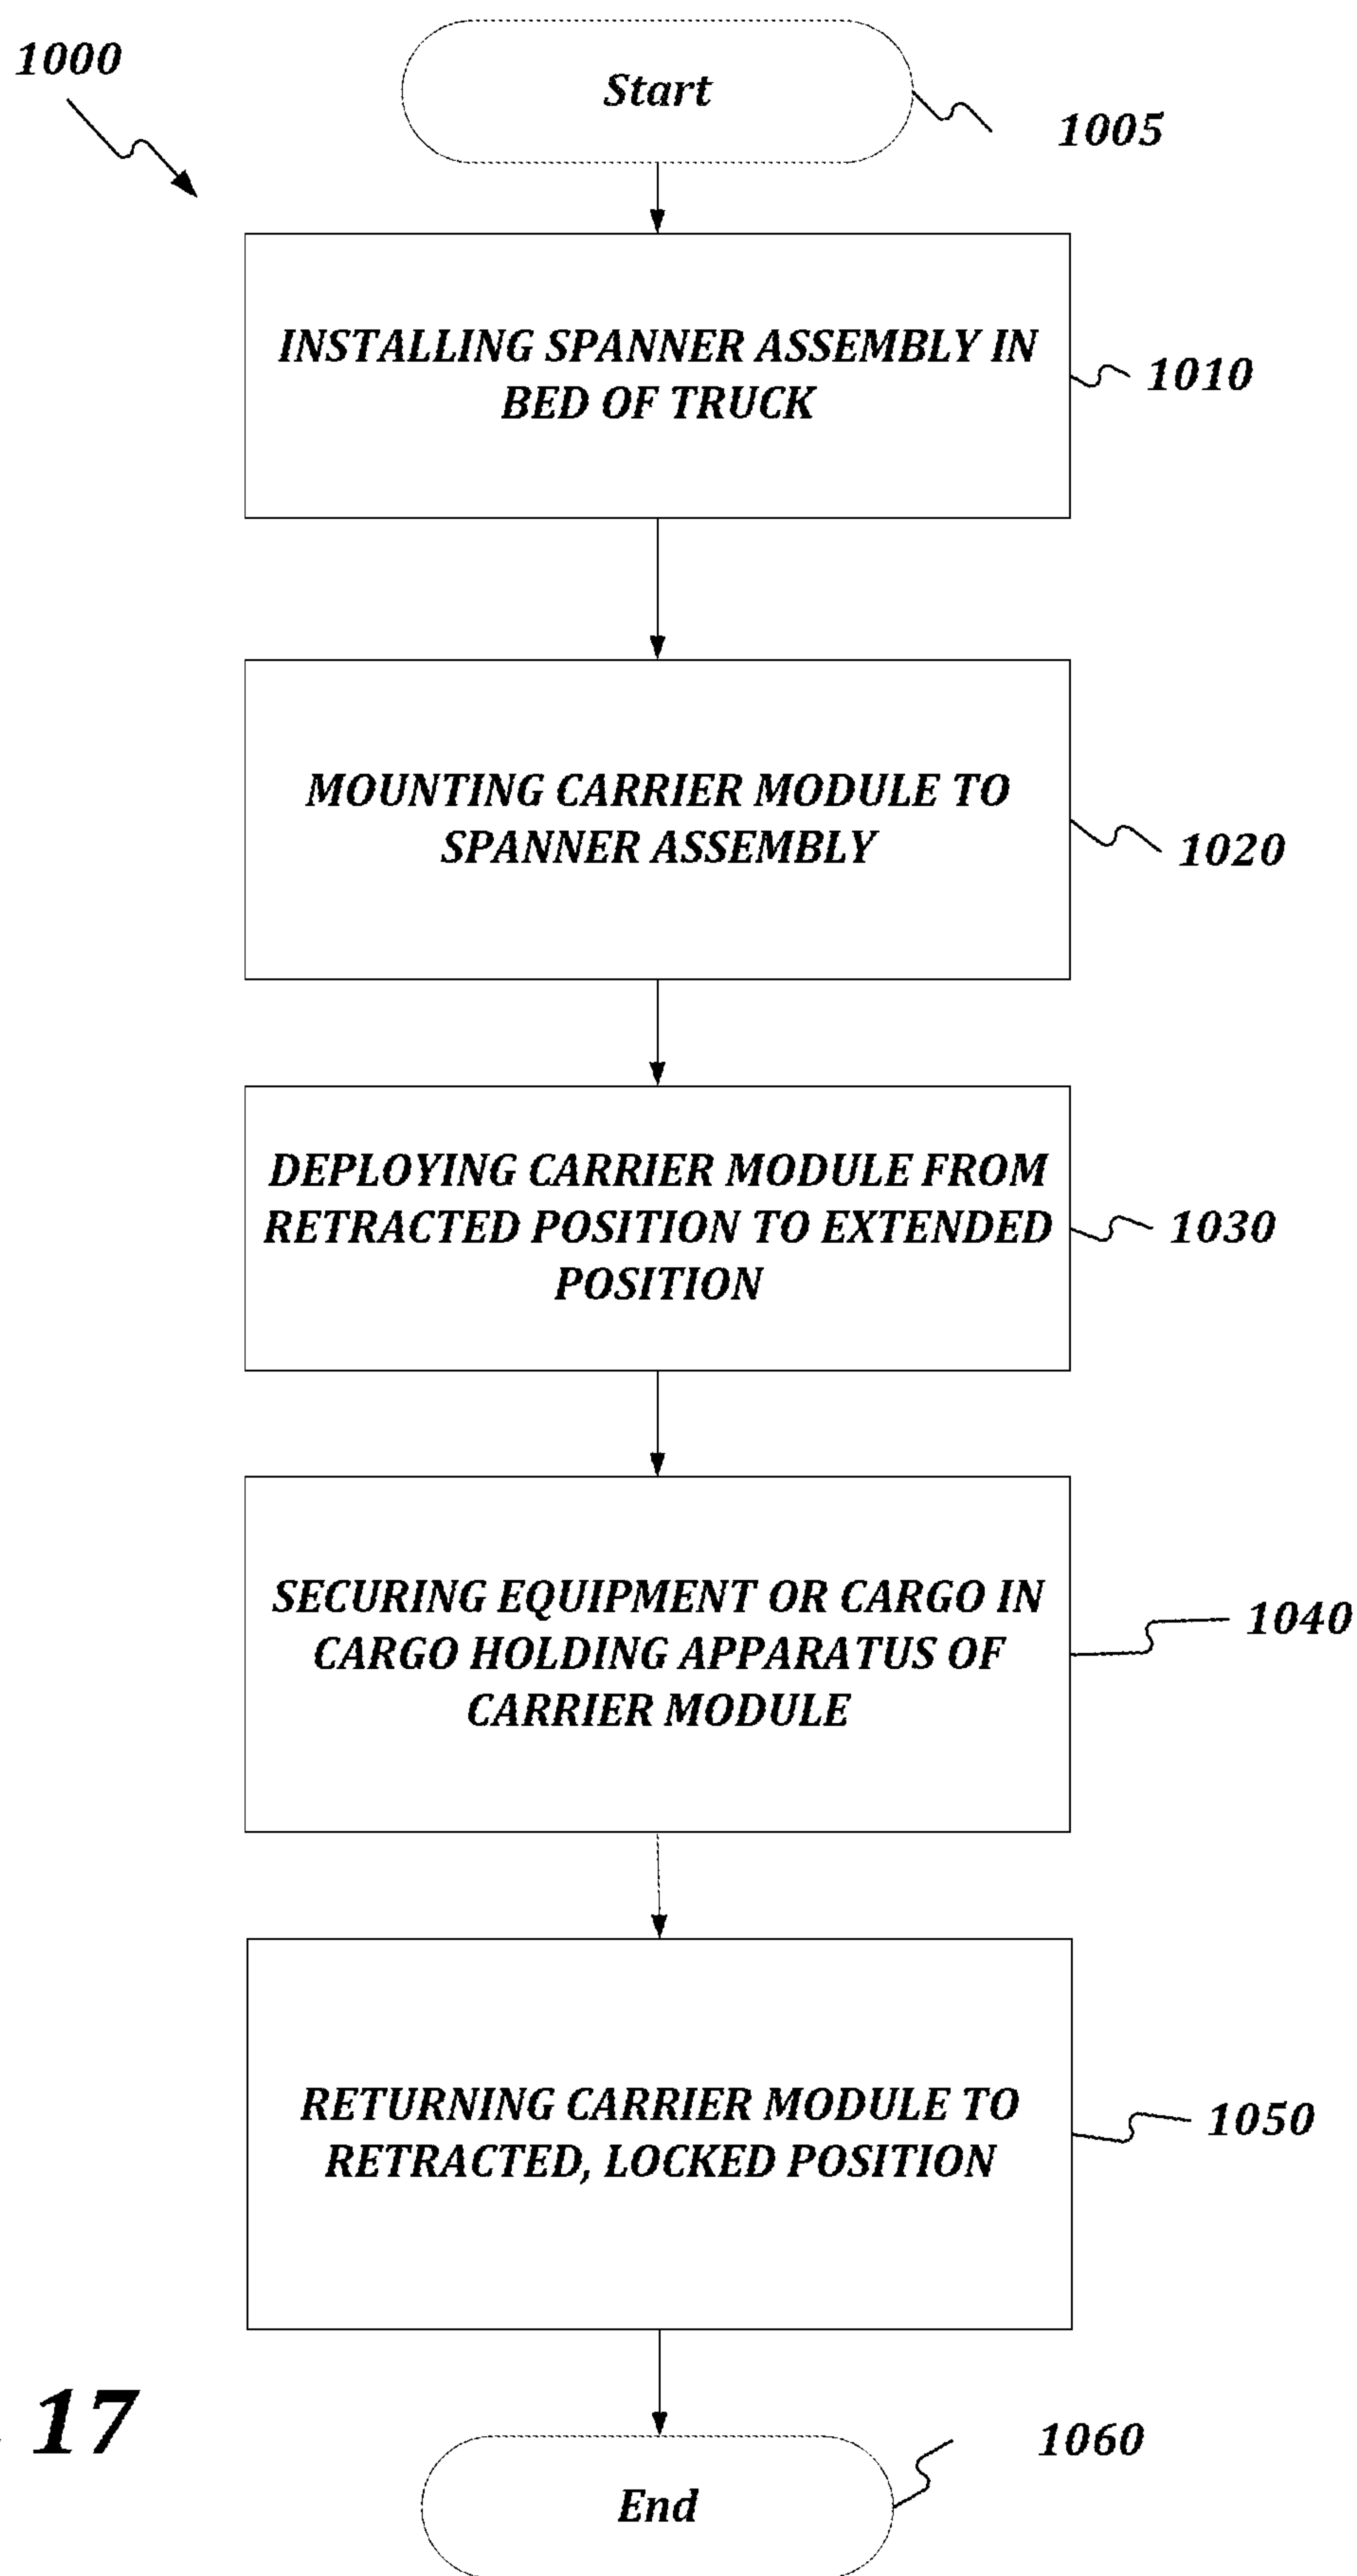 1000
Start
1005
INSTALLING SPANNER ASSEMBLY IN
BED OF TRUCK
1010
MOUNTING CARRIER MODULE TO
SPANNER ASSEMBLY
1020
DEPLOYING CARRIER MODULE FROM
RETRACTED POSITION TO EXTENDED
POSITION
1030
SECURING EQUIPMENT OR CARGO IN
CARGO HOLDING APPARATUS OF
CARRIER MODULE
1040
RETURNING CARRIER MODULE TO
RETRACTED, LOCKED POSITION
1050
17
1060
End